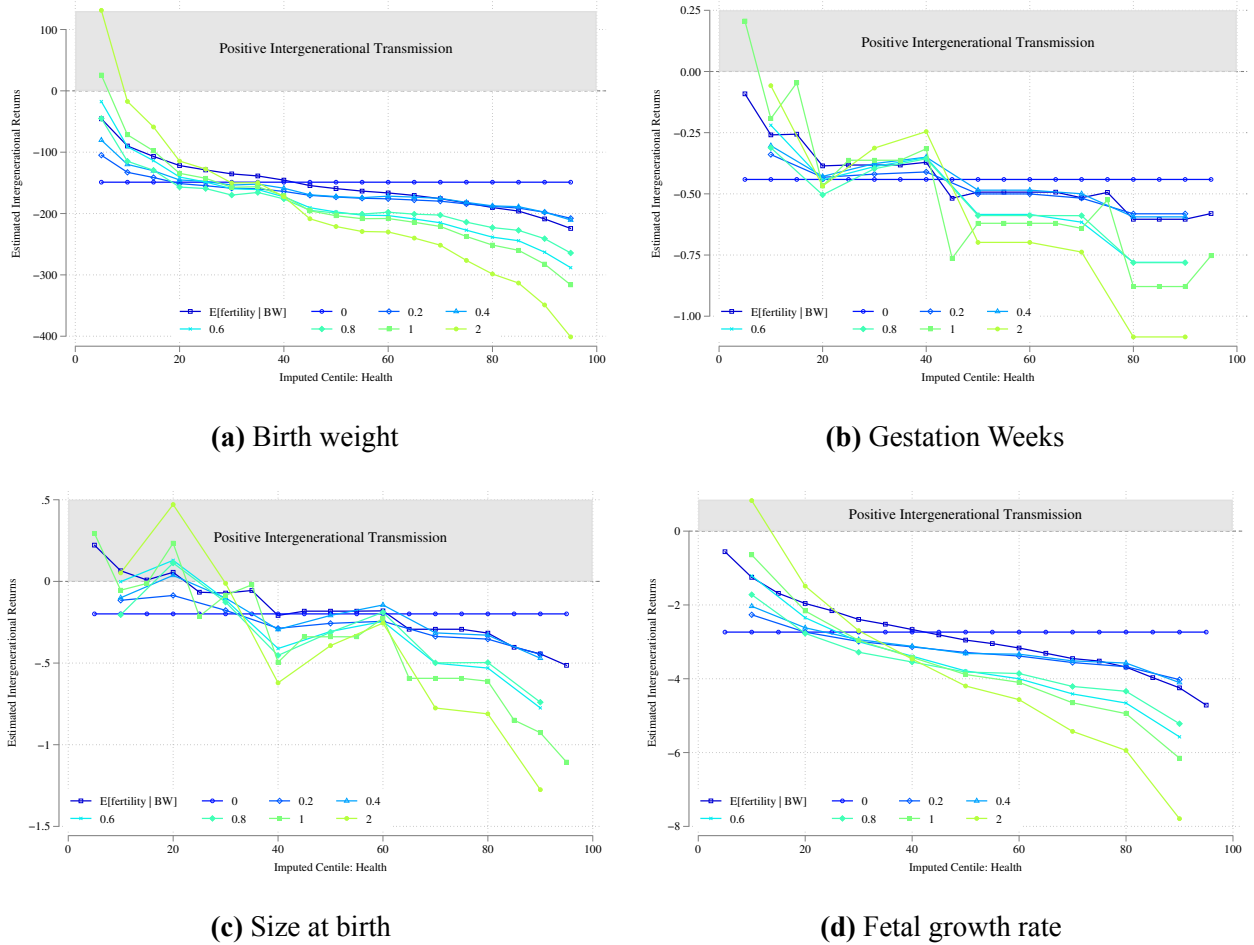 100
0
−100
−200
−300
−400
Estimated Intergenerational Returns
Positive Intergenerational Transmission
E[fertility | BW] 0 0.2 0.4
0.6 0.8 1 2
0 20 40 60 80 100
Imputed Centile: Health
(a) Birth weight
0.25
0.00
−0.25
−0.50
−0.75
−1.00
Estimated Intergenerational Returns
Positive Intergenerational Transmission
E[fertility | BW] 0 0.2 0.4
0.6 0.8 1 2
0 20 40 60 80 100
Imputed Centile: Health
(b) Gestation Weeks
.5
0
−.5
−1
−1.5
Estimated Intergenerational Returns
Positive Intergenerational Transmission
E[fertility | BW] 0 0.2 0.4
0.6 0.8 1 2
0 20 40 60 80 100
Imputed Centile: Health
(c) Size at birth
0
−2
−4
−6
−8
Estimated Intergenerational Returns
Positive Intergenerational Transmission
E[fertility | BW] 0 0.2 0.4
0.6 0.8 1 2
0 20 40 60 80 100
Imputed Centile: Health
(d) Fetal growth rate